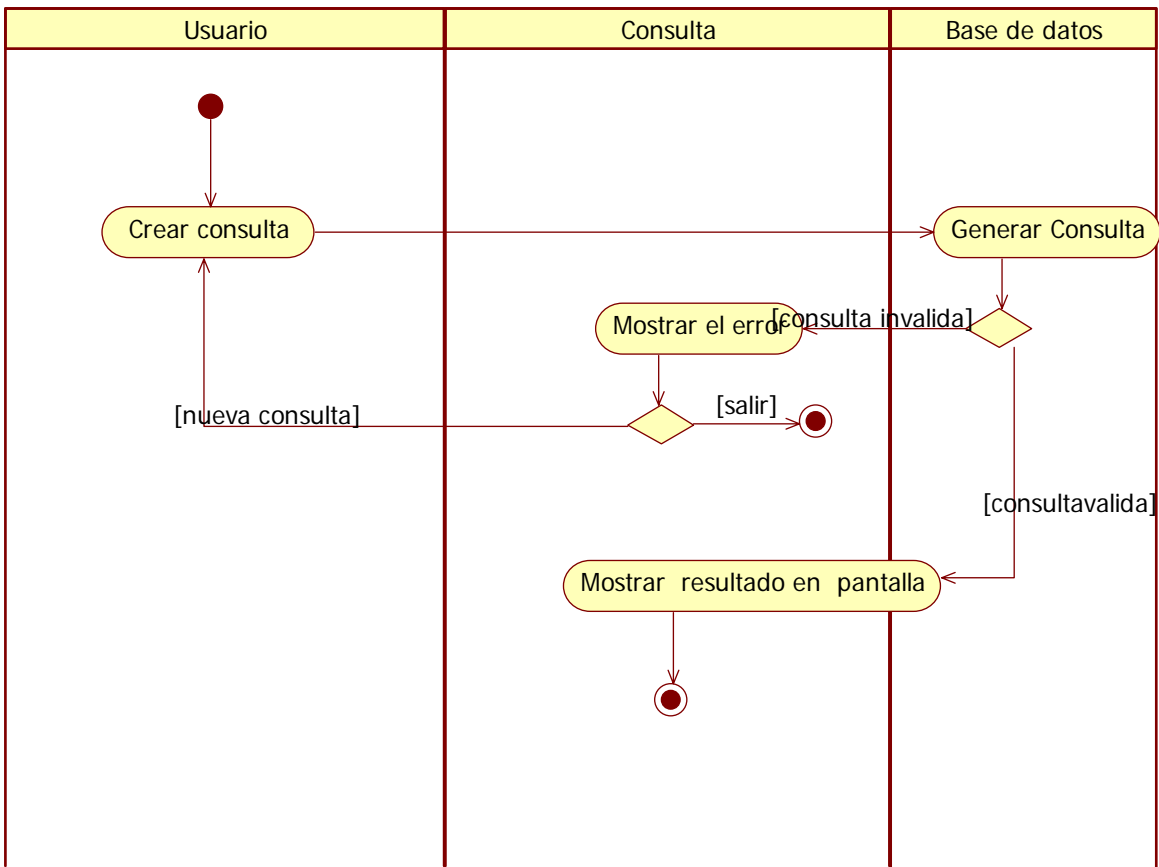 Usuario
Consulta
Base de datos
Crear consulta
Generar Consulta
Mostrar el error
[consulta invalida]
[nueva consulta]
[salir]
[consultavalida]
Mostrar resultado en pantalla